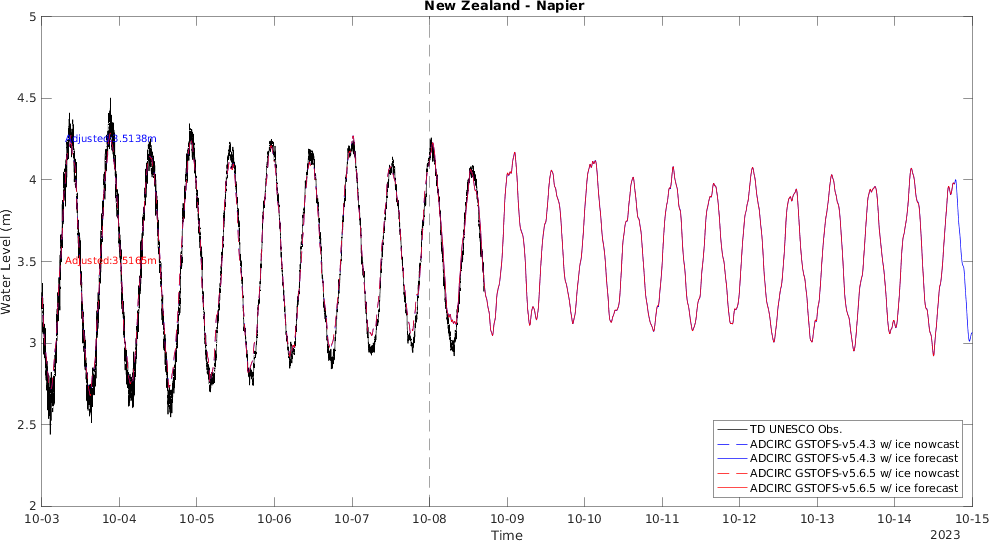 New Zealand - Napier
5
4.5
4
3.5
3
2.5
2
Water Level (m)
Adjusted:3.5138m
Adjusted:3.5165m
TD UNESCO Obs.
ADCIRC GSTOFS-v5.4.3 w/ ice nowcast
ADCIRC GSTOFS-v5.4.3 w/ ice forecast
ADCIRC GSTOFS-v5.6.5 w/ ice nowcast
ADCIRC GSTOFS-v5.6.5 w/ ice forecast
10-03 10-04 10-05 10-06 10-07 10-08 10-09 10-10 10-11 10-12 10-13 10-14 10-15
Time
2023